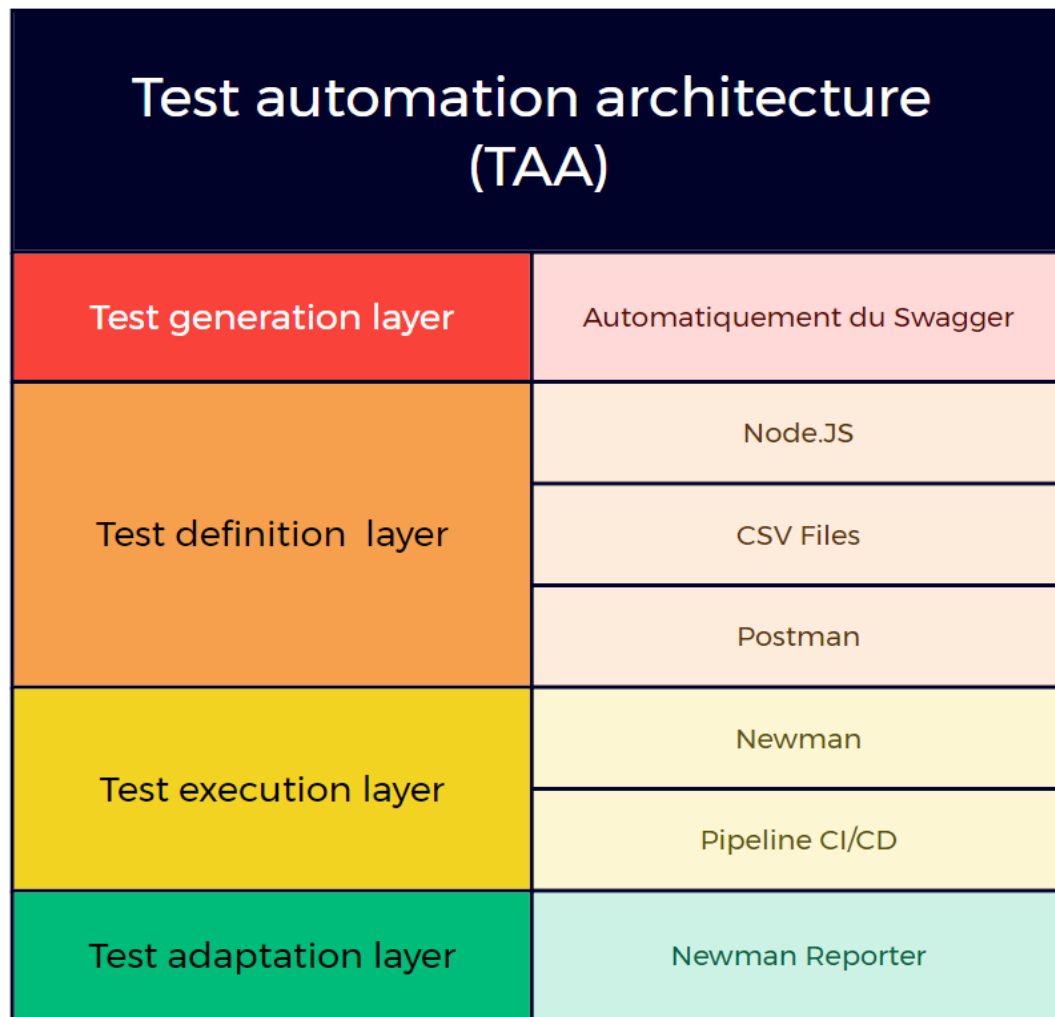 Test automation architecture
(TAA)
Test generation layer
Automatiquement du Swagger
Test definition  layer
Node.JS
CSV Files
Postman
Test execution layer
Newman
Pipeline CI/CD
Test adaptation layer
Newman Reporter